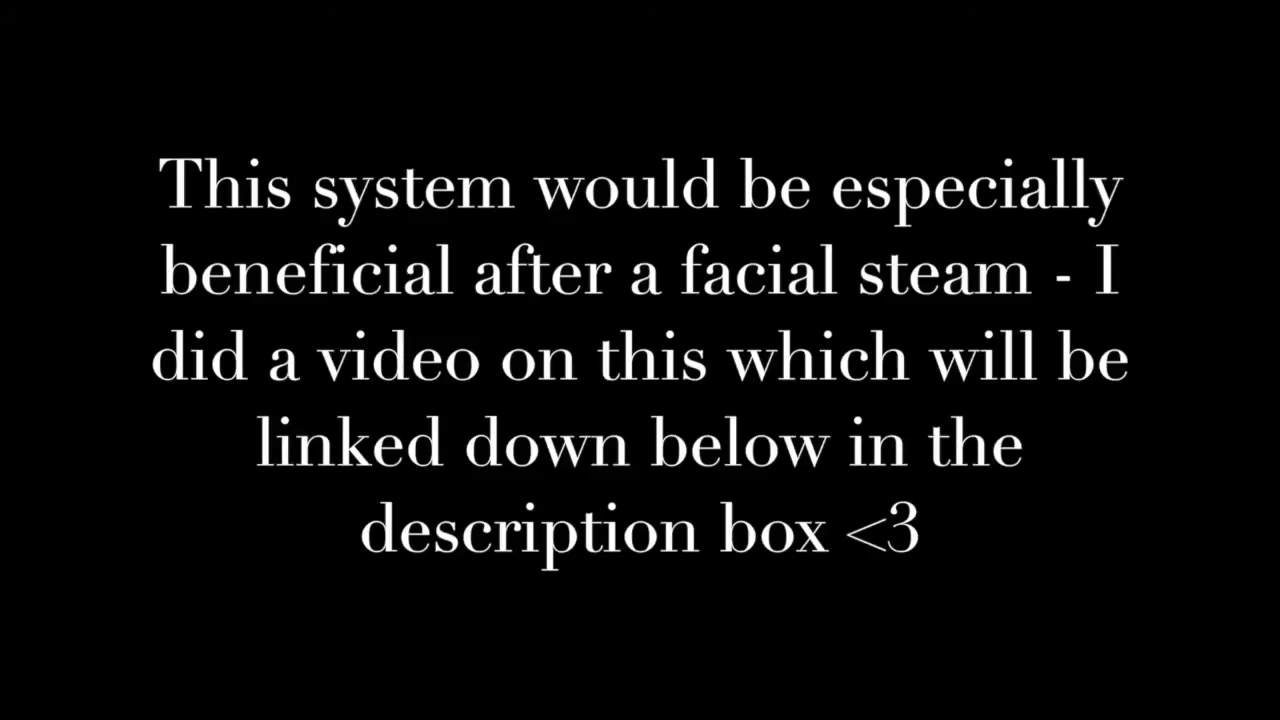 This system would be especially
beneficial after a facial steam - I
did a video on this which will be
linked down below in the
description box <3